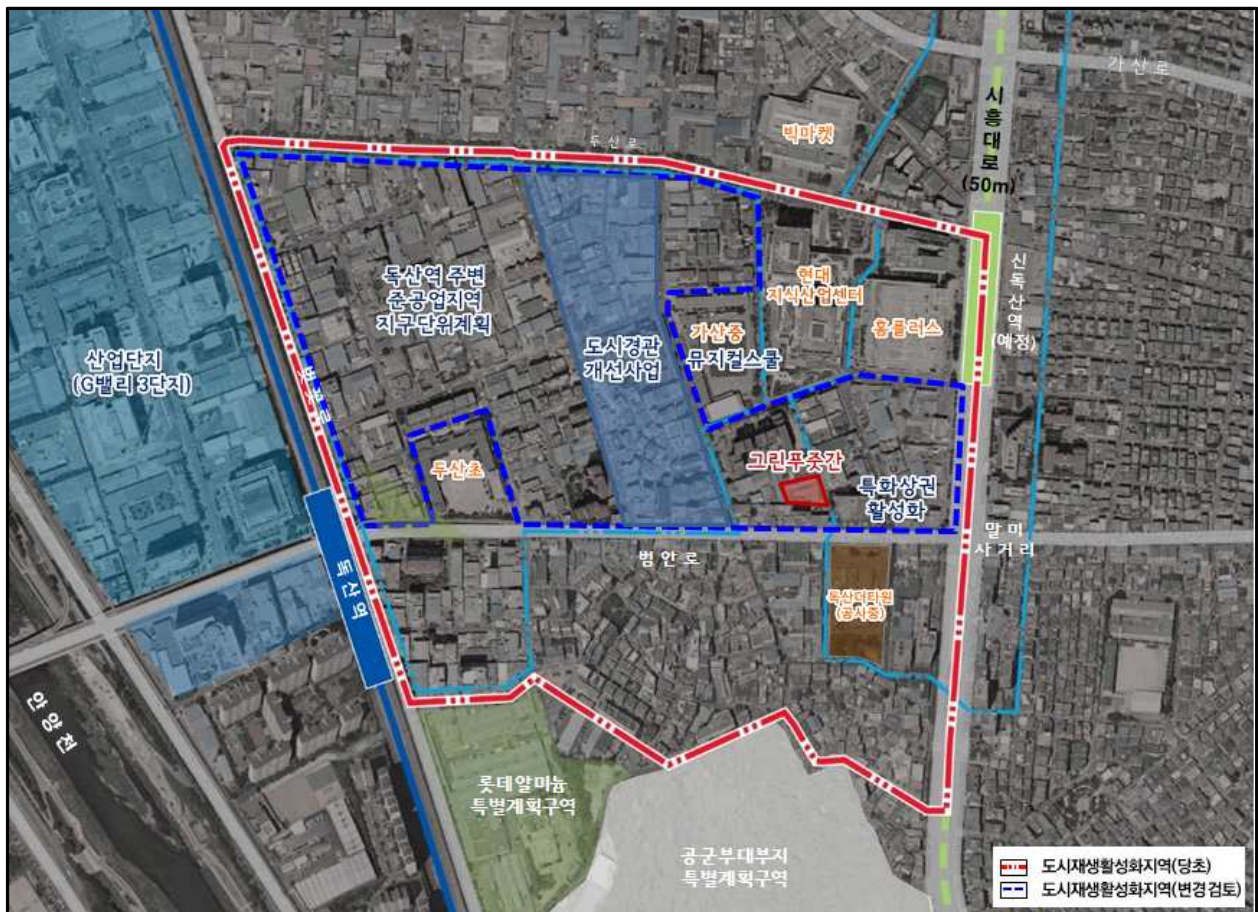 가산로
시흥대로
(50m)
빅마켓
두산로
신독산역
(예정)
현대
지식산업센터
홈플러스
독산역 주변
준공업지역
지구단위계획
도시경관
개선사업
가산중
뮤지컬스쿨
산업단지
(G밸리 3단지)
벚꽃로
두산초
그린푸줏간
특화상권
활성화
말미
사거리
범안로
독산역
독산더타워
(공사중)
안양천
롯데알미늄
특별계획구역
공군부대부지
특별계획구역
도시재생활성화지역(당초)
도시재생활성화지역(변경검토)